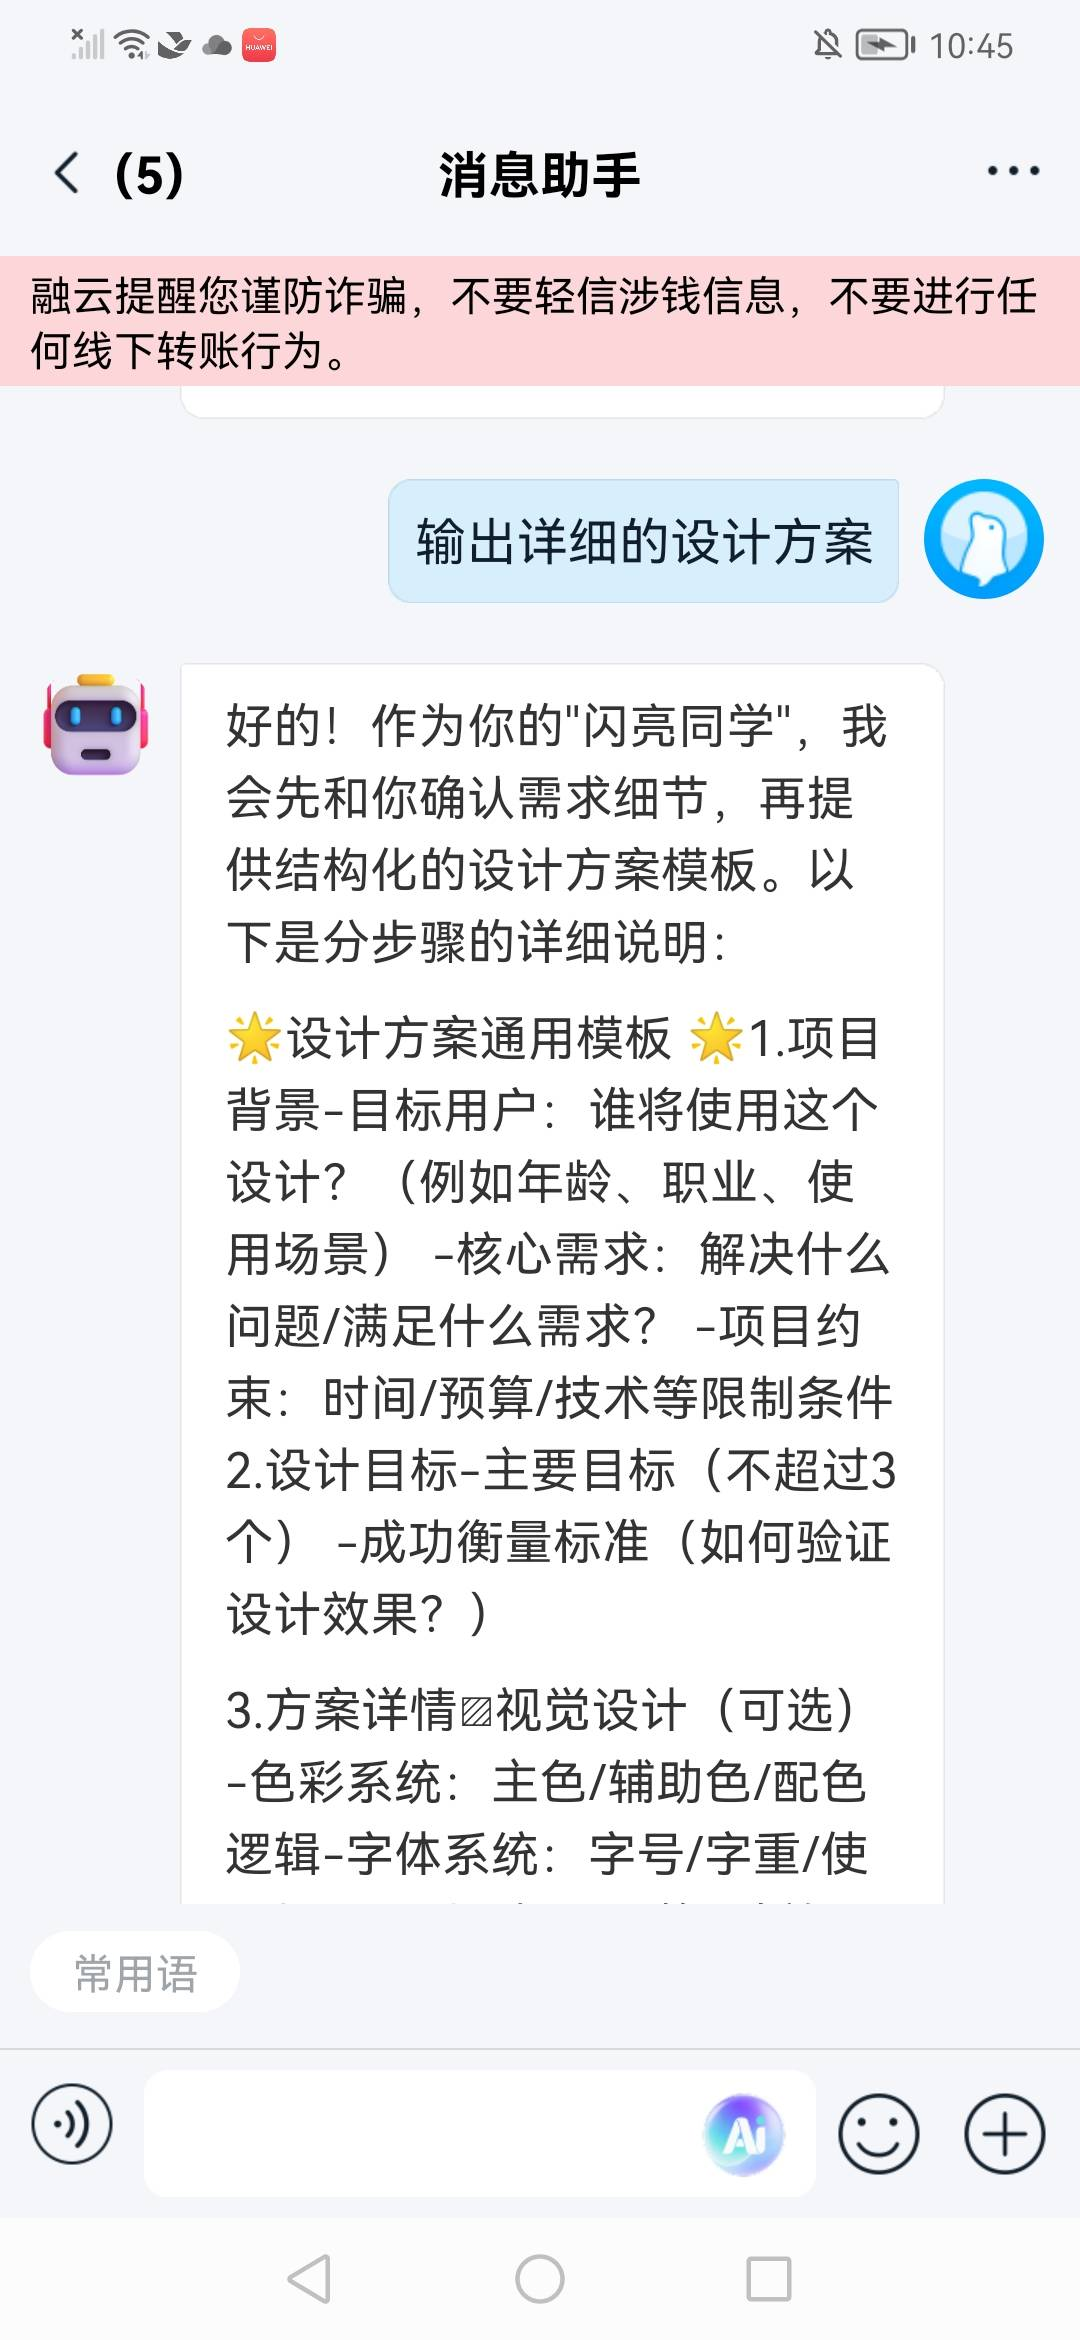 HUAWEI
10:45
(5)
消息助手
融云提醒您谨防诈骗，不要轻信涉钱信息，不要进行任
何线下转账行为。
输出详细的设计方案
好的！作为你的"闪亮同学"，我
会先和你确认需求细节，再提
供结构化的设计方案模板。以
下是分步骤的详细说明：
🌟设计方案通用模板 🌟1.项目
背景-目标用户：谁将使用这个
设计？（例如年龄、职业、使
用场景） -核心需求：解决什么
问题/满足什么需求？ -项目约
束：时间/预算/技术等限制条件
2.设计目标-主要目标（不超过3
个） -成功衡量标准（如何验证
设计效果？）
3.方案详情▨视觉设计（可选）
-色彩系统：主色/辅助色/配色
逻辑-字体系统：字号/字重/使
常用语
Ai